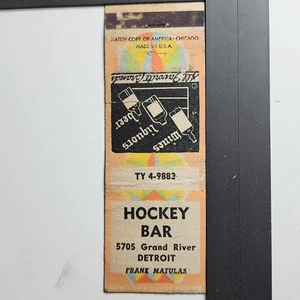 MATCH CORP. OF AMERICA - CHICAGO
MADE IN U.S.A.
All Favorite Brands
Wines
Liquors
& beer
TY 4-9883
HOCKEY
BAR
5705 Grand River
DETROIT
FRANK MATULAS